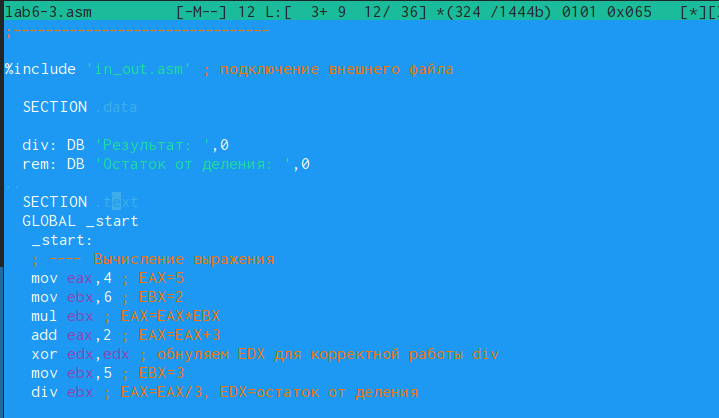 lab6-3.asm [-M--] 12 L:[ 3+ 9 12/ 36] *(324 /1444b) 0101 0x065 [*][
;-----------------------------
%include 'in_out.asm' ; подключение внешнего файла
SECTION .data
div: DB 'Результат: ',0
rem: DB 'Остаток от деления: ',0
..
SECTION .text
GLOBAL _start
_start:
; ---- Вычисление выражения
mov eax,4 ; EAX=5
mov ebx,6 ; EBX=2
mul ebx ; EAX=EAX*EBX
add eax,2 ; EAX=EAX+3
xor edx,edx ; обнуляем EDX для корректной работы div
mov ebx,5 ; EBX=3
div ebx ; EAX=EAX/3, EDX=остаток от деления